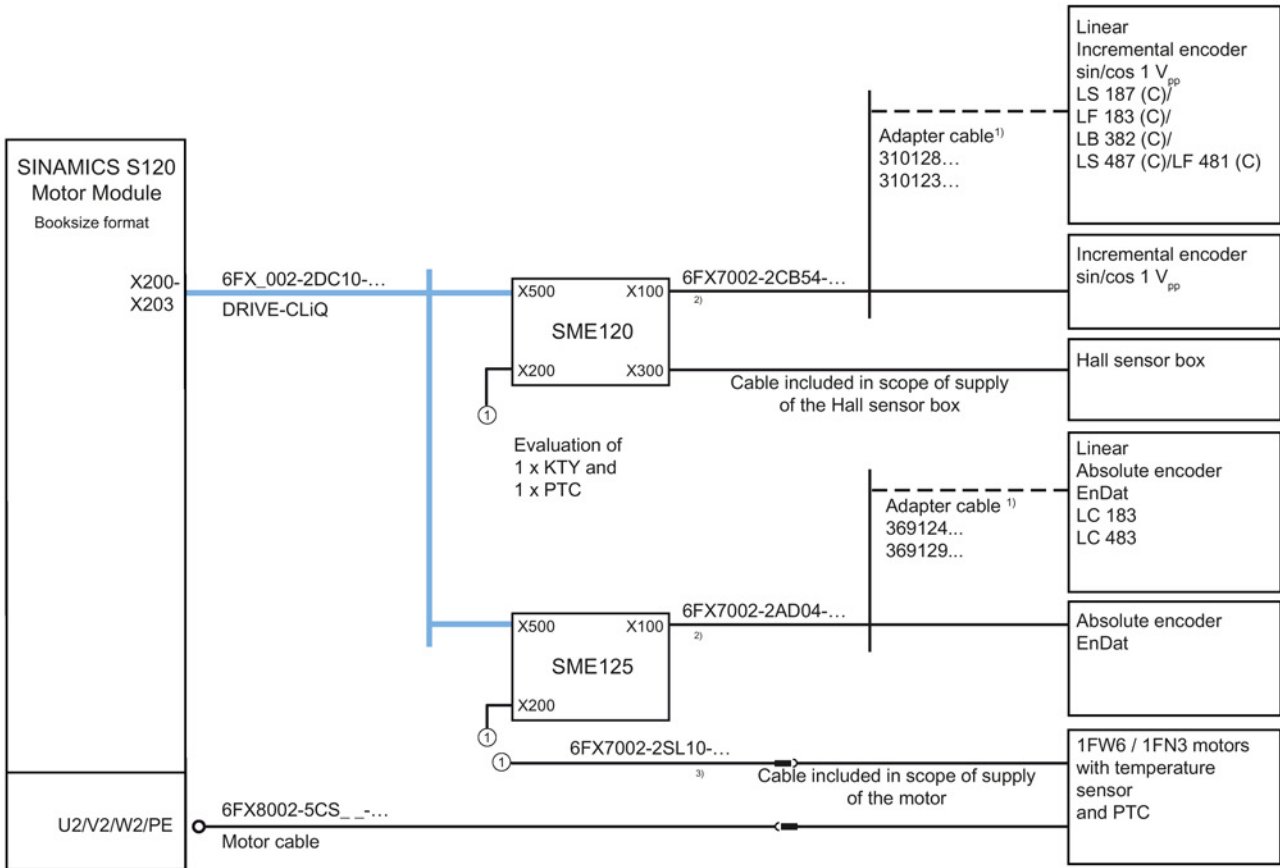 SINAMICS S120
Motor Module
Booksize format
X200-
X203
U2/V2/W2/PE
6FX_002-2DC10-…
DRIVE-CLiQ
X500
X100
SME120
X200
X300
1
Evaluation of
1 x KTY and
1 x PTC
6FX7002-2CB54-…
2)
Adapter cable1)
310128…
310123…
Linear
Incremental encoder
sin/cos 1 Vpp
LS 187 (C)/
LF 183 (C)/
LB 382 (C)/
LS 487 (C)/LF 481 (C)
Incremental encoder
sin/cos 1 Vpp
Cable included in scope of supply
of the Hall sensor box
Hall sensor box
X500
X100
SME125
X200
1
6FX7002-2AD04-…
2)
Adapter cable 1)
369124...
369129...
Linear
Absolute encoder
EnDat
LC 183
LC 483
Absolute encoder
EnDat
1
6FX7002-2SL10-…
3)
Cable included in scope of supply
of the motor
1FW6 / 1FN3 motors
with temperature
sensor
and PTC
6FX8002-5CS_ _-…
Motor cable